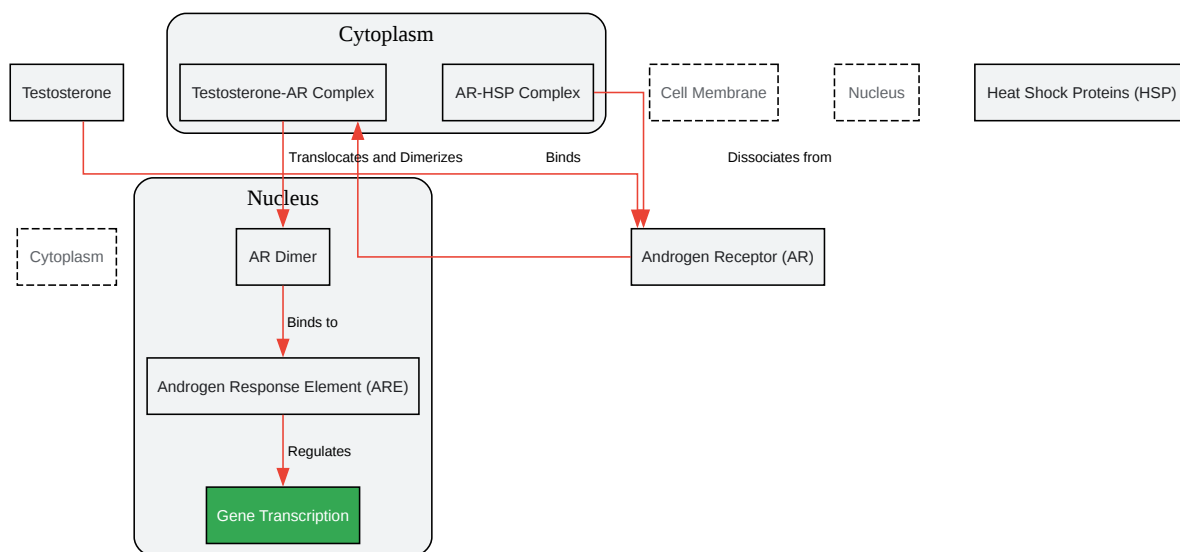 Cytoplasm
Testosterone
Testosterone-AR Complex
AR-HSP Complex
Cell Membrane
Nucleus
Heat Shock Proteins (HSP)
Translocates and Dimerizes
Binds
Dissociates from
Nucleus
Cytoplasm
AR Dimer
Androgen Receptor (AR)
Binds to
Androgen Response Element (ARE)
Regulates
Gene Transcription